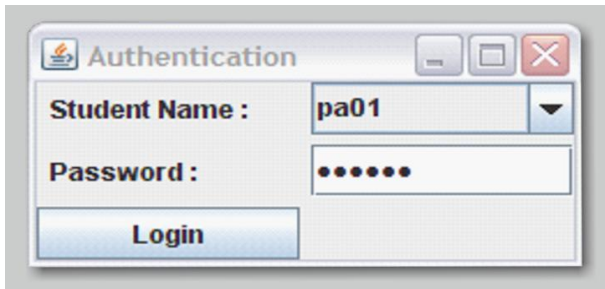 Authentication
Student Name :
pa01
Password :
••••••
Login